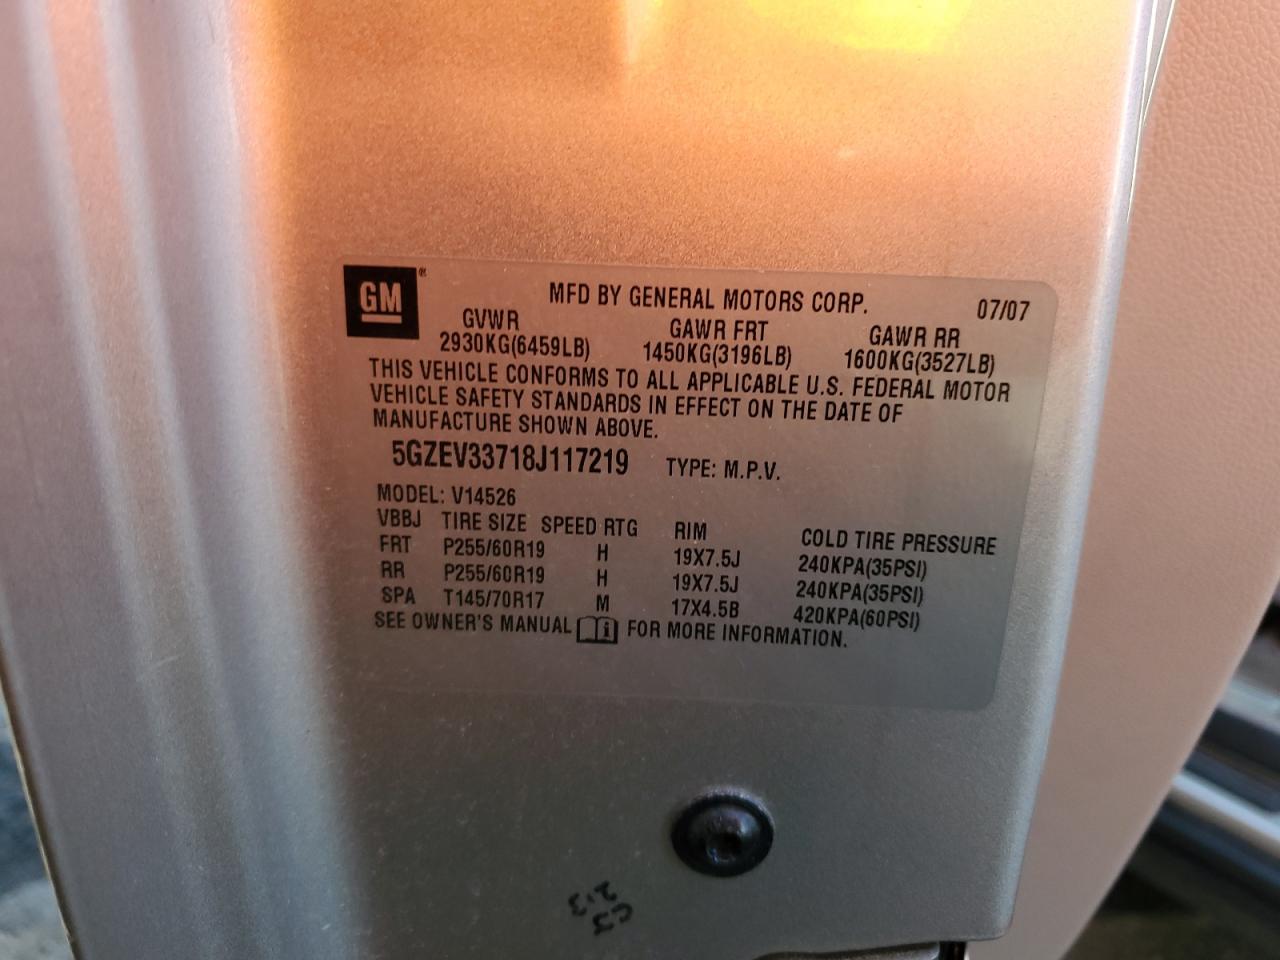 GM®
MFD BY GENERAL MOTORS CORP. 07/07
GVWR GAWR FRT GAWR RR
2930KG(6459LB) 1450KG(3196LB) 1600KG(3527LB)
THIS VEHICLE CONFORMS TO ALL APPLICABLE U.S. FEDERAL MOTOR
VEHICLE SAFETY STANDARDS IN EFFECT ON THE DATE OF
MANUFACTURE SHOWN ABOVE.
5GZEV33718J117219 TYPE: M.P.V.
MODEL: V14526
VBBJ TIRE SIZE SPEED RTG RIM COLD TIRE PRESSURE
FRT P255/60R19 H 19X7.5J 240KPA(35PSI)
RR P255/60R19 H 19X7.5J 240KPA(35PSI)
SPA T145/70R17 M 17X4.5B 420KPA(60PSI)
SEE OWNER'S MANUAL i FOR MORE INFORMATION.